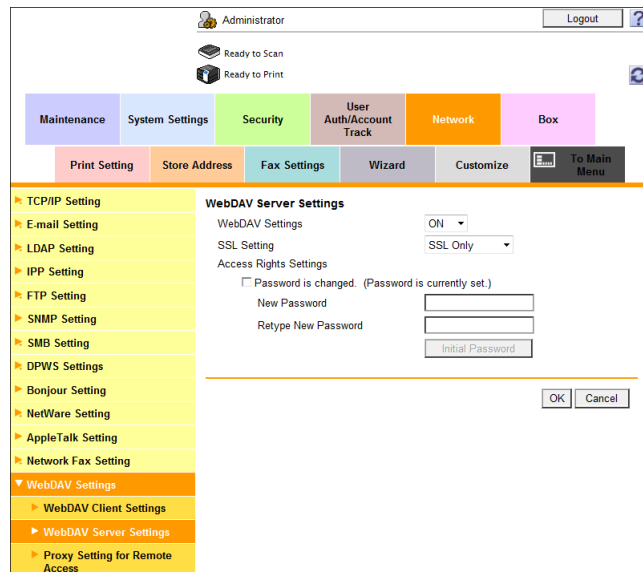 Administrator
Logout
?
Ready to Scan
Ready to Print
Maintenance
System Settings
Security
User
Auth/Account
Track
Network
Box
Print Setting
Store Address
Fax Settings
Wizard
Customize
To Main
Menu
TCP/IP Setting
E-mail Setting
LDAP Setting
IPP Setting
FTP Setting
SNMP Setting
SMB Setting
DPWS Settings
Bonjour Setting
NetWare Setting
AppleTalk Setting
Network Fax Setting
WebDAV Settings
WebDAV Client Settings
WebDAV Server Settings
Proxy Setting for Remote
Access
WebDAV Server Settings
WebDAV Settings ON
SSL Setting SSL Only
Access Rights Settings
Password is changed. (Password is currently set.)
New Password
Retype New Password
Initial Password
OK Cancel